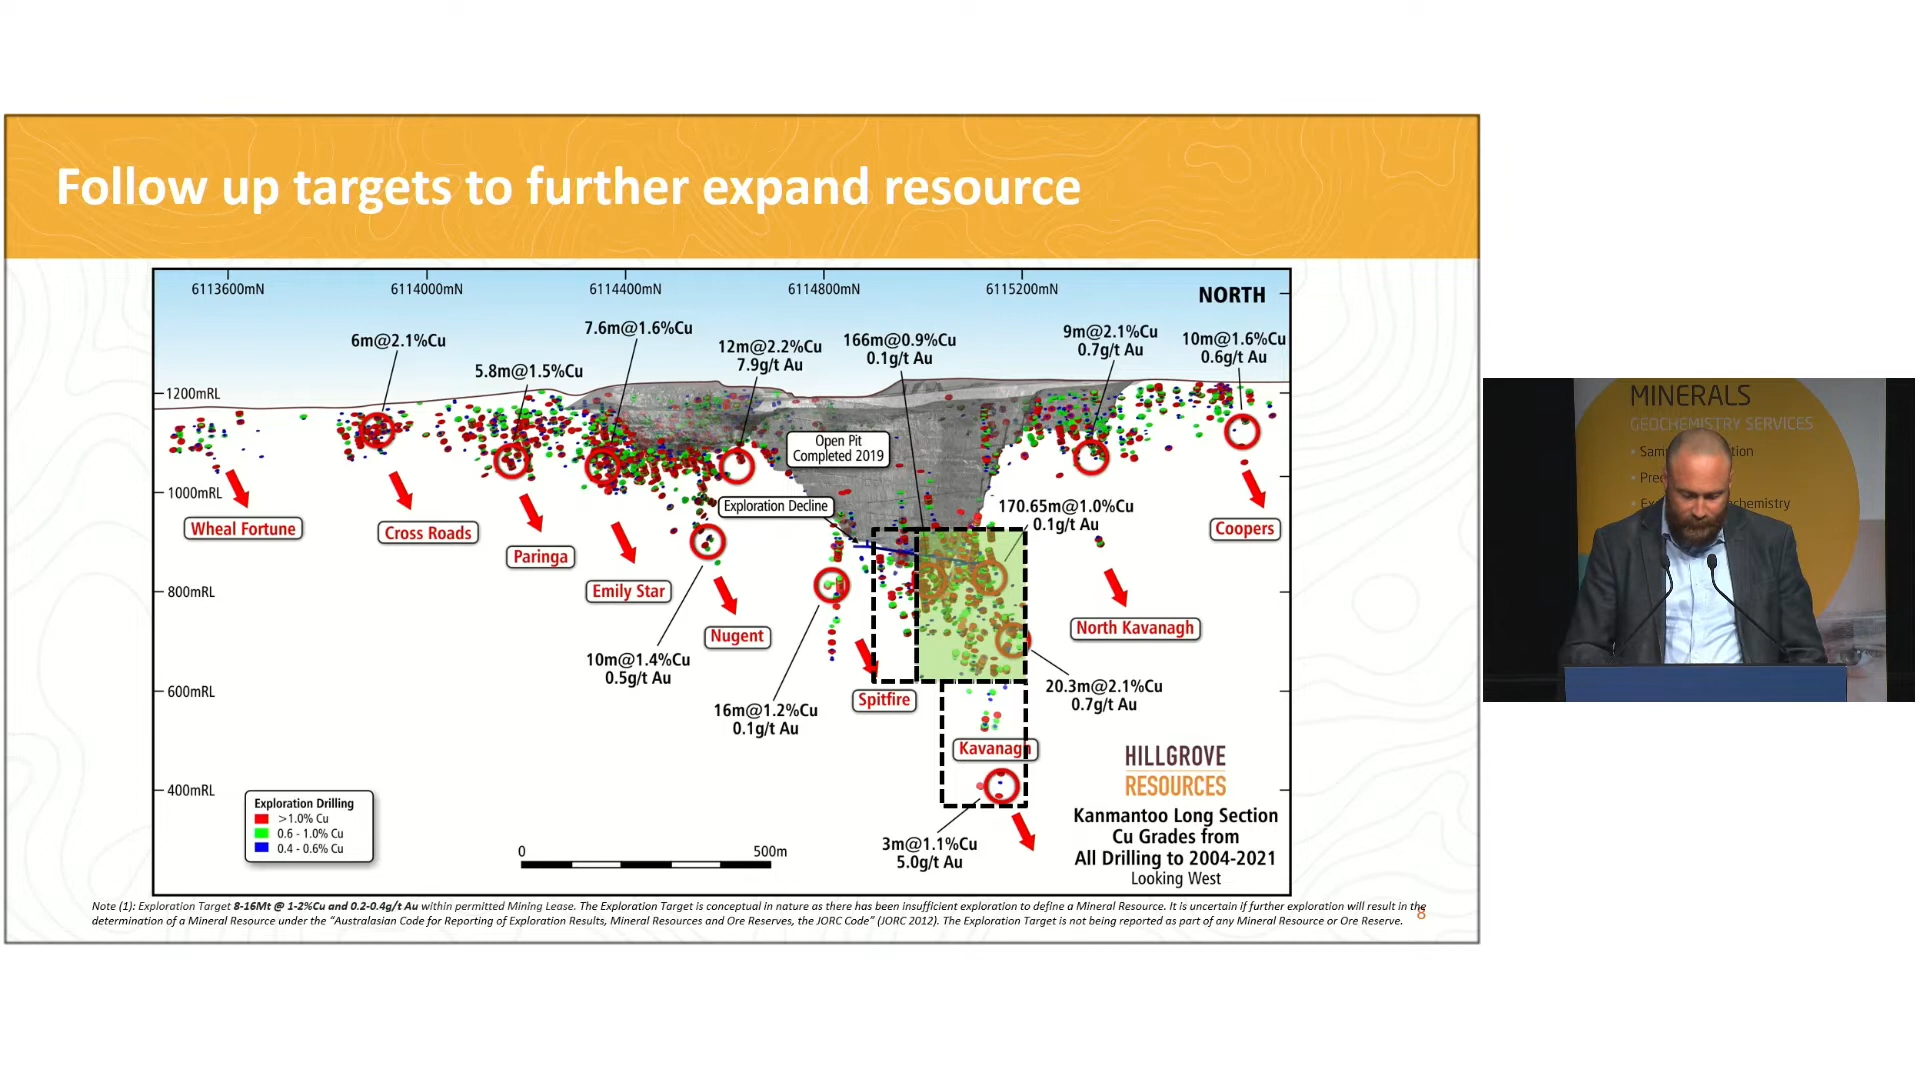 Follow up targets to further expand resource
6113600mN
6114000mN
6114400mN
6114800mN
6115200mN
NORTH
6m@2.1%Cu
5.8m@1.5%Cu
7.6m@1.6%Cu
12m@2.2%Cu
7.9g/t Au
166m@0.9%Cu
0.1g/t Au
9m@2.1%Cu
0.7g/t Au
10m@1.6%Cu
0.6g/t Au
1200mRL
1000mRL
800mRL
600mRL
400mRL
Open Pit
Completed 2019
Exploration Decline
170.65m@1.0%Cu
0.1g/t Au
Wheal Fortune
Cross Roads
Paringa
Emily Star
Nugent
Spitfire
Kavanagh
North Kavanagh
Coopers
10m@1.4%Cu
0.5g/t Au
16m@1.2%Cu
0.1g/t Au
20.3m@2.1%Cu
0.7g/t Au
3m@1.1%Cu
5.0g/t Au
Exploration Drilling
>1.0% Cu
0.6 - 1.0% Cu
0.4 - 0.6% Cu
0
500m
HILLGROVE
RESOURCES
Kanmantoo Long Section
Cu Grades from
All Drilling to 2004-2021
Looking West
Note (1): Exploration Target 8-16Mt @ 1-2%Cu and 0.2-0.4g/t Au within permitted Mining Lease. The Exploration Target is conceptual in nature as there has been insufficient exploration to define a Mineral Resource. It is uncertain if further exploration will result in the
determination of a Mineral Resource under the “Australasian Code for Reporting of Exploration Results, Mineral Resources and Ore Reserves, the JORC Code” (JORC 2012). The Exploration Target is not being reported as part of any Mineral Resource or Ore Reserve.
8
MINERALS
GEOCHEMISTRY SERVICES